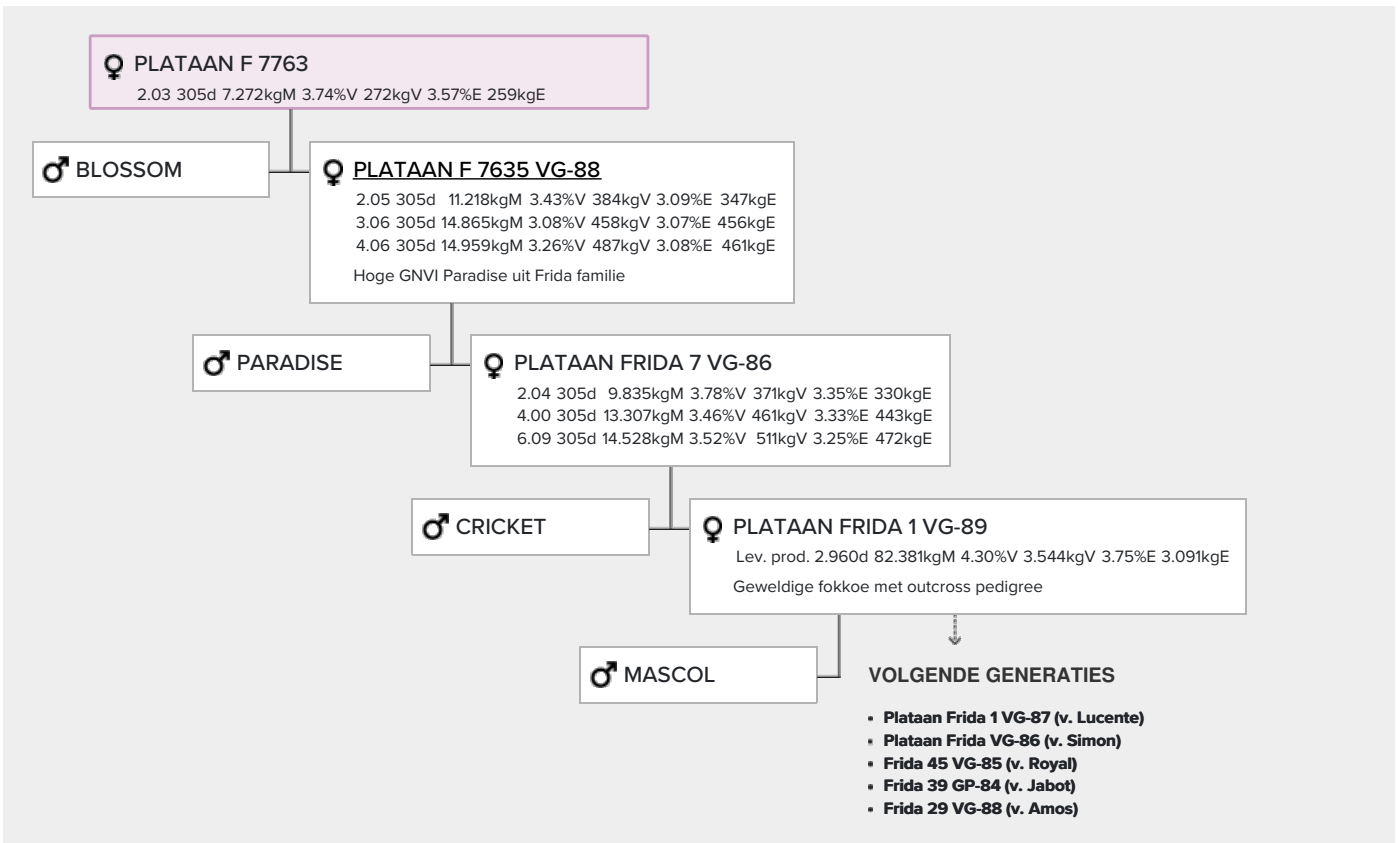 PLATAAN F 7763
2.03 305d 7.272kgM 3.74%V 272kgV 3.57%E 259kgE
BLOSSOM
PLATAAN F 7635 VG-88
2.05 305d 11.218kgM 3.43%V 384kgV 3.09%E 347kgE
3.06 305d 14.865kgM 3.08%V 458kgV 3.07%E 456kgE
4.06 305d 14.959kgM 3.26%V 487kgV 3.08%E 461kgE
Hoge GNVI Paradise uit Frida familie
PARADISE
PLATAAN FRIDA 7 VG-86
2.04 305d 9.835kgM 3.78%V 371kgV 3.35%E 330kgE
4.00 305d 13.307kgM 3.46%V 461kgV 3.33%E 443kgE
6.09 305d 14.528kgM 3.52%V 511kgV 3.25%E 472kgE
CRICKET
PLATAAN FRIDA 1 VG-89
Lev. prod. 2.960d 82.381kgM 4.30%V 3.544kgV 3.75%E 3.091kgE
Geweldige fokkoe met outcross pedigree
MASCOL
VOLGENDE GENERATIES
• Plataan Frida 1 VG-87 (v. Lucente)
• Plataan Frida VG-86 (v. Simon)
• Frida 45 VG-85 (v. Royal)
• Frida 39 GP-84 (v. Jabot)
• Frida 29 VG-88 (v. Amos)